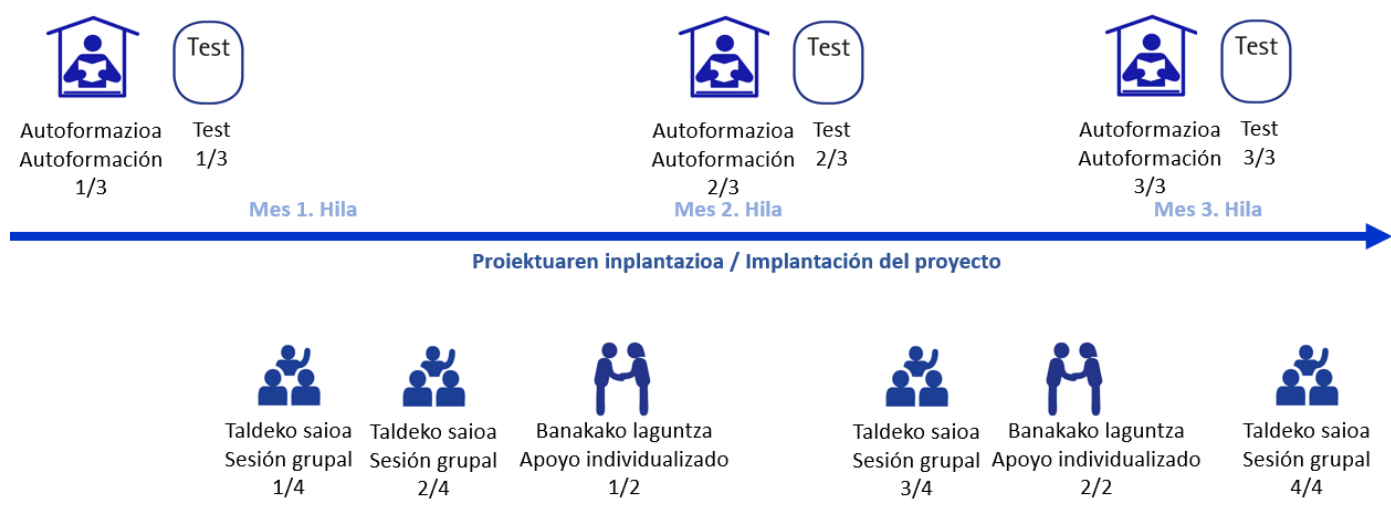 Test
Test
Test
Autoformazioa
Autoformación
1/3
Test
1/3
Autoformazioa
Autoformación
2/3
Test
2/3
Autoformazioa
Autoformación
3/3
Test
3/3
Mes 1. Hila
Mes 2. Hila
Mes 3. Hila
Proiektuaren inplantazioa / Implantación del proyecto
Taldeko saioa
Sesión grupal
1/4
Taldeko saioa
Sesión grupal
2/4
Banakako laguntza
Apoyo individualizado
1/2
Taldeko saioa
Sesión grupal
3/4
Banakako laguntza
Apoyo individualizado
2/2
Taldeko saioa
Sesión grupal
4/4